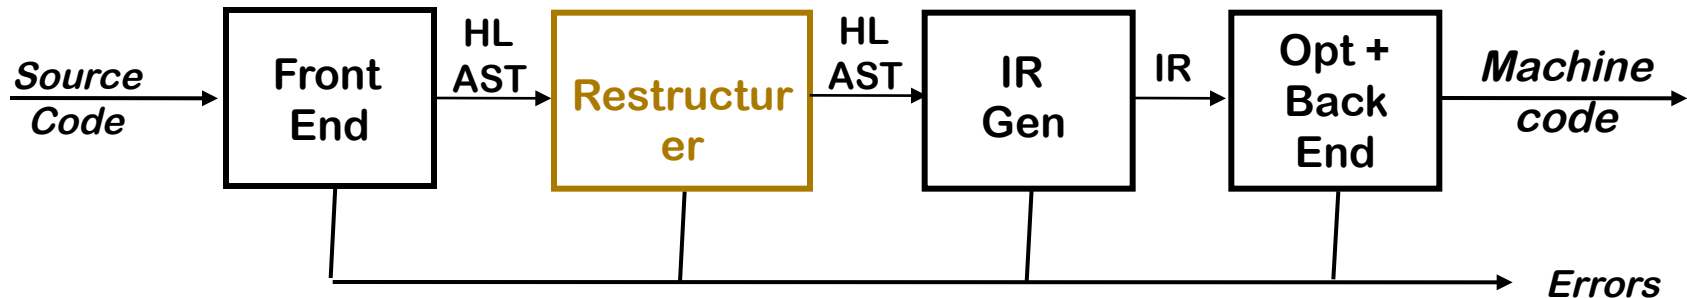 Source
Code
Front
End
HL
AST
Restructur
er
HL
AST
IR
Gen
IR
Opt +
Back
End
Machine
code
Errors